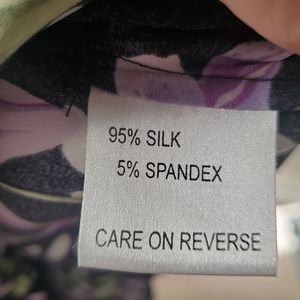 95% SILK
5% SPANDEX
CARE ON REVERSE